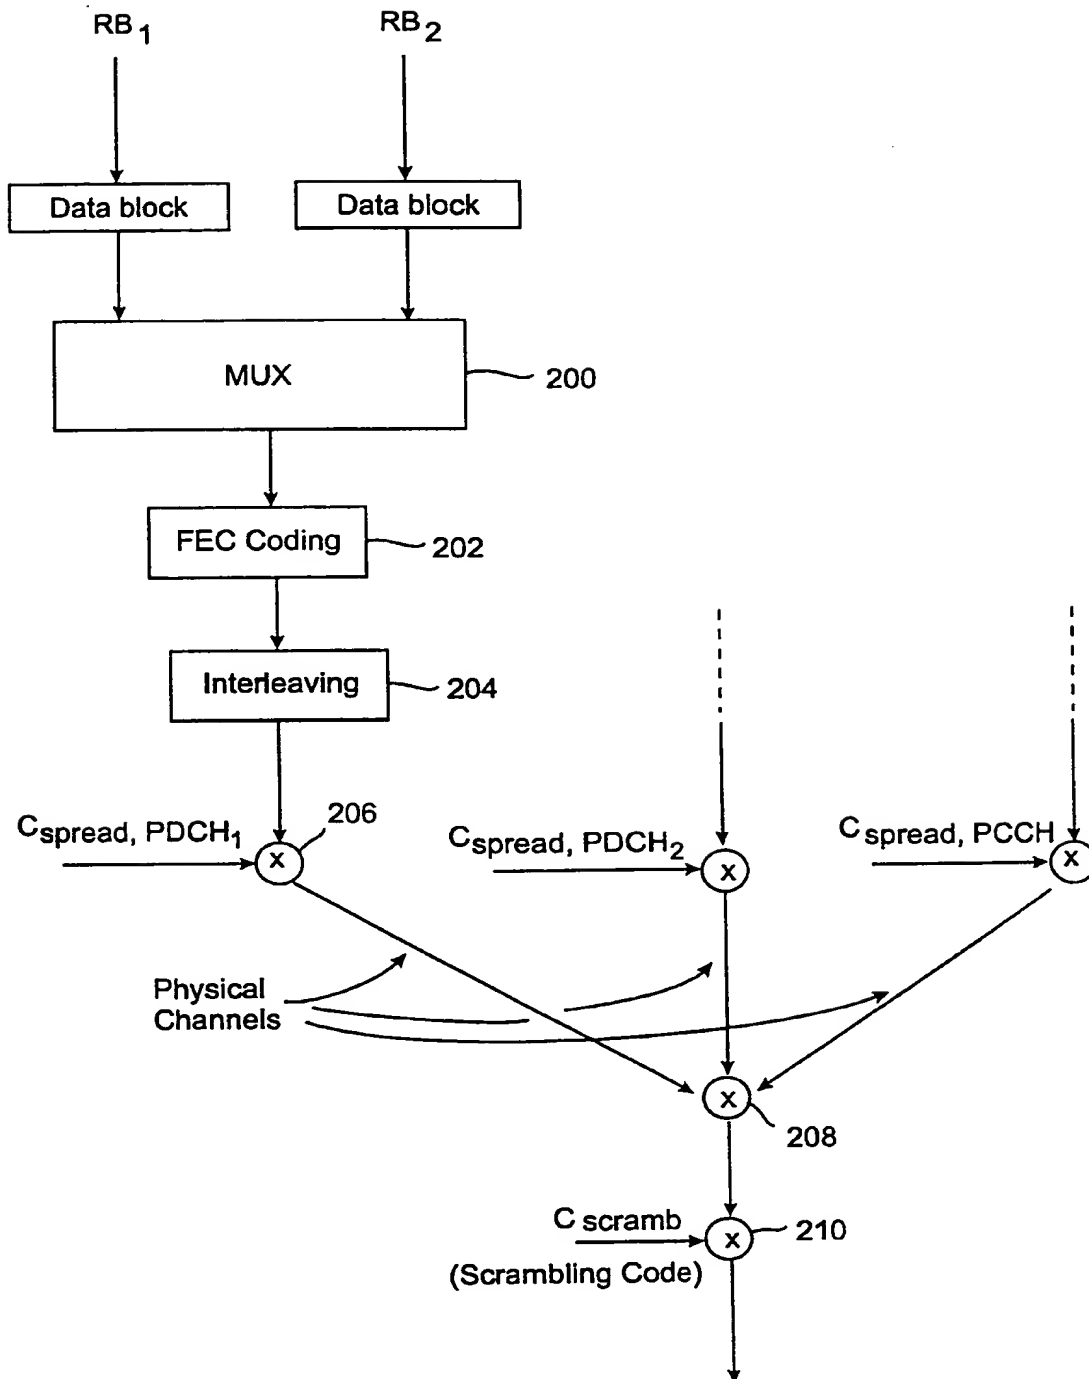 RB1
RB2
Data block
Data block
MUX
200
FEC Coding
202
Interleaving
204
Cspread, PDCH1
206
x
Cspread, PDCH2
x
Cspread, PCCH
x
Physical
Channels
x
208
C scramb
x
210
(Scrambling Code)